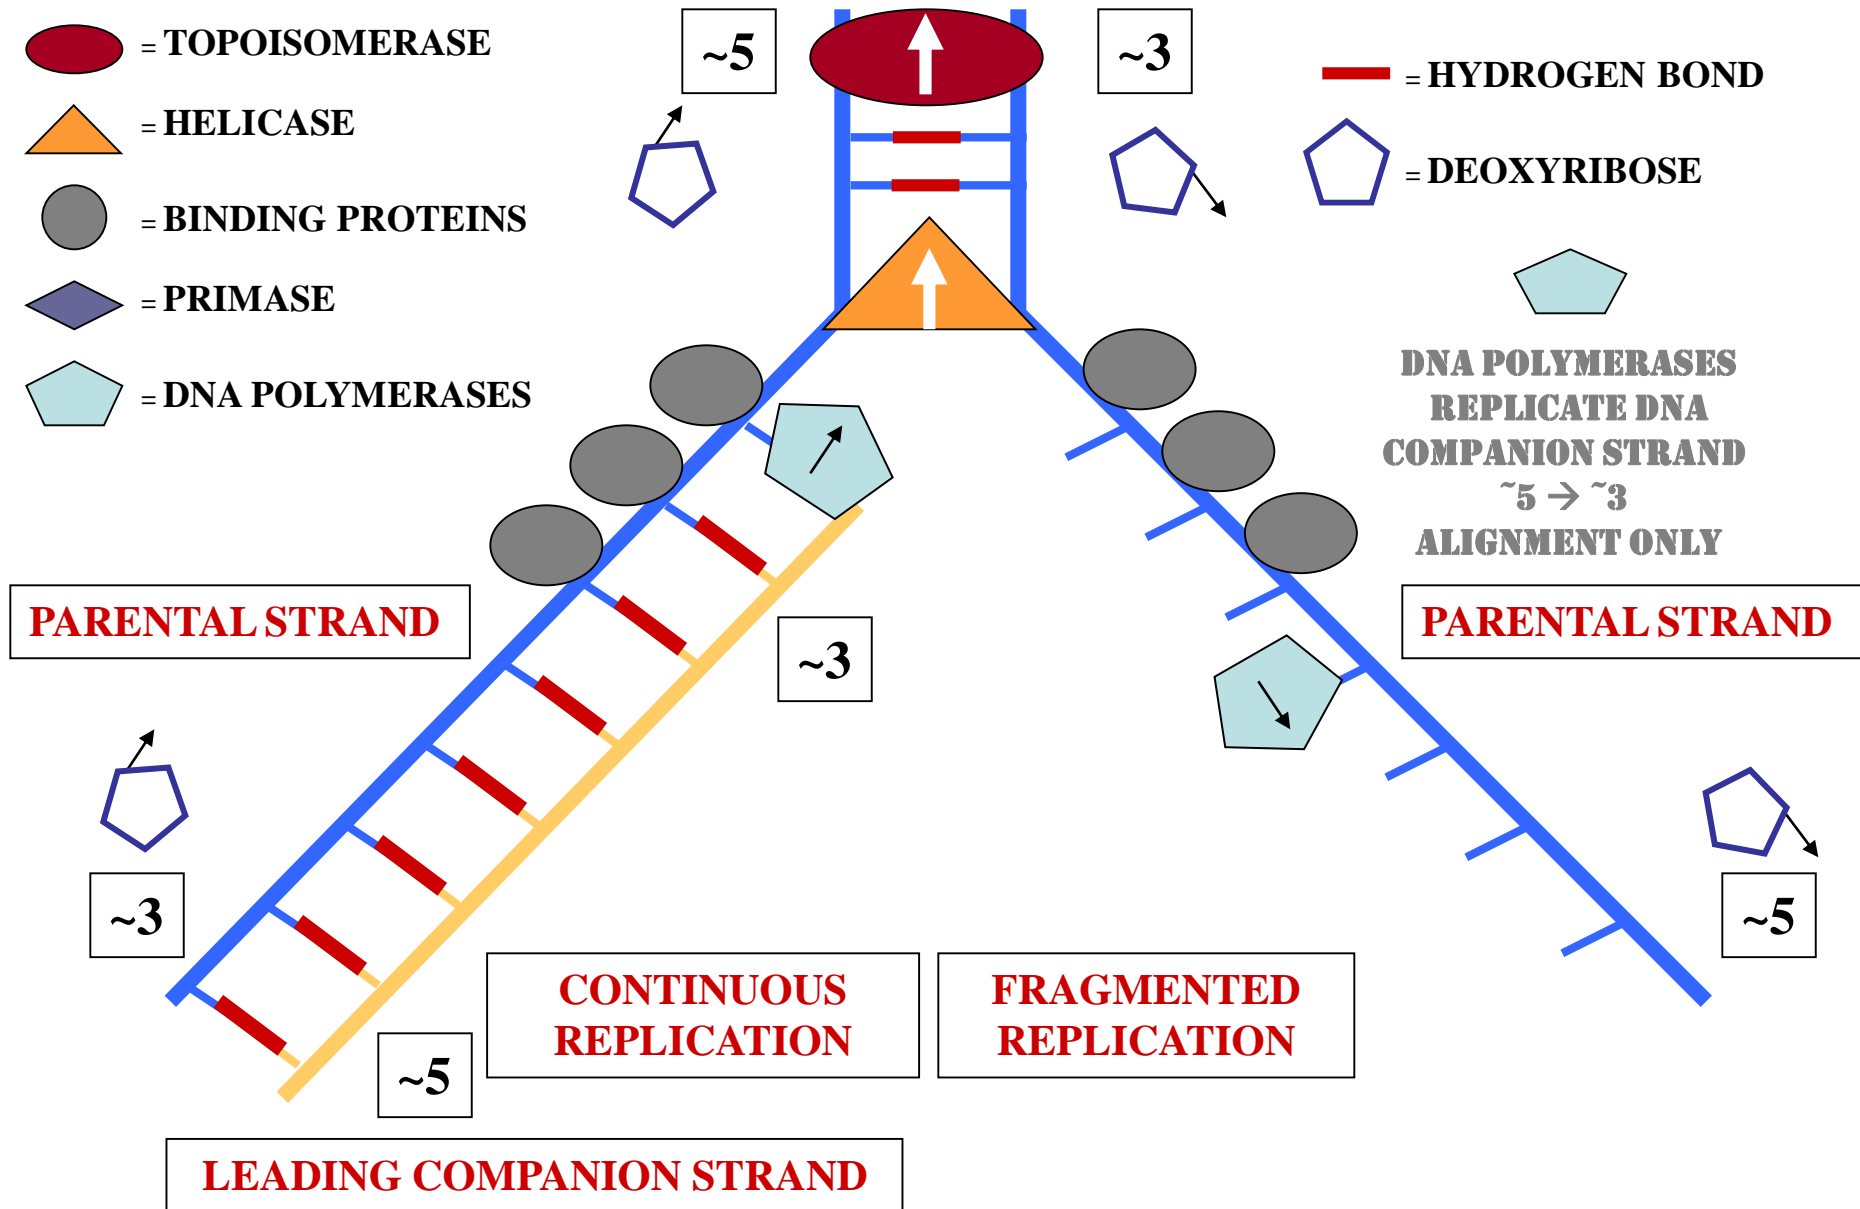 = TOPOISOMERASE
= HELICASE
= BINDING PROTEINS
= PRIMASE
= DNA POLYMERASES
~5
~3
= HYDROGEN BOND
= DEOXYRIBOSE
DNA POLYMERASES
REPLICATE DNA
COMPANION STRAND
~5 → ~3
ALIGNMENT ONLY
PARENTAL STRAND
PARENTAL STRAND
~3
~3
~5
CONTINUOUS
REPLICATION
FRAGMENTED
REPLICATION
~5
LEADING COMPANION STRAND